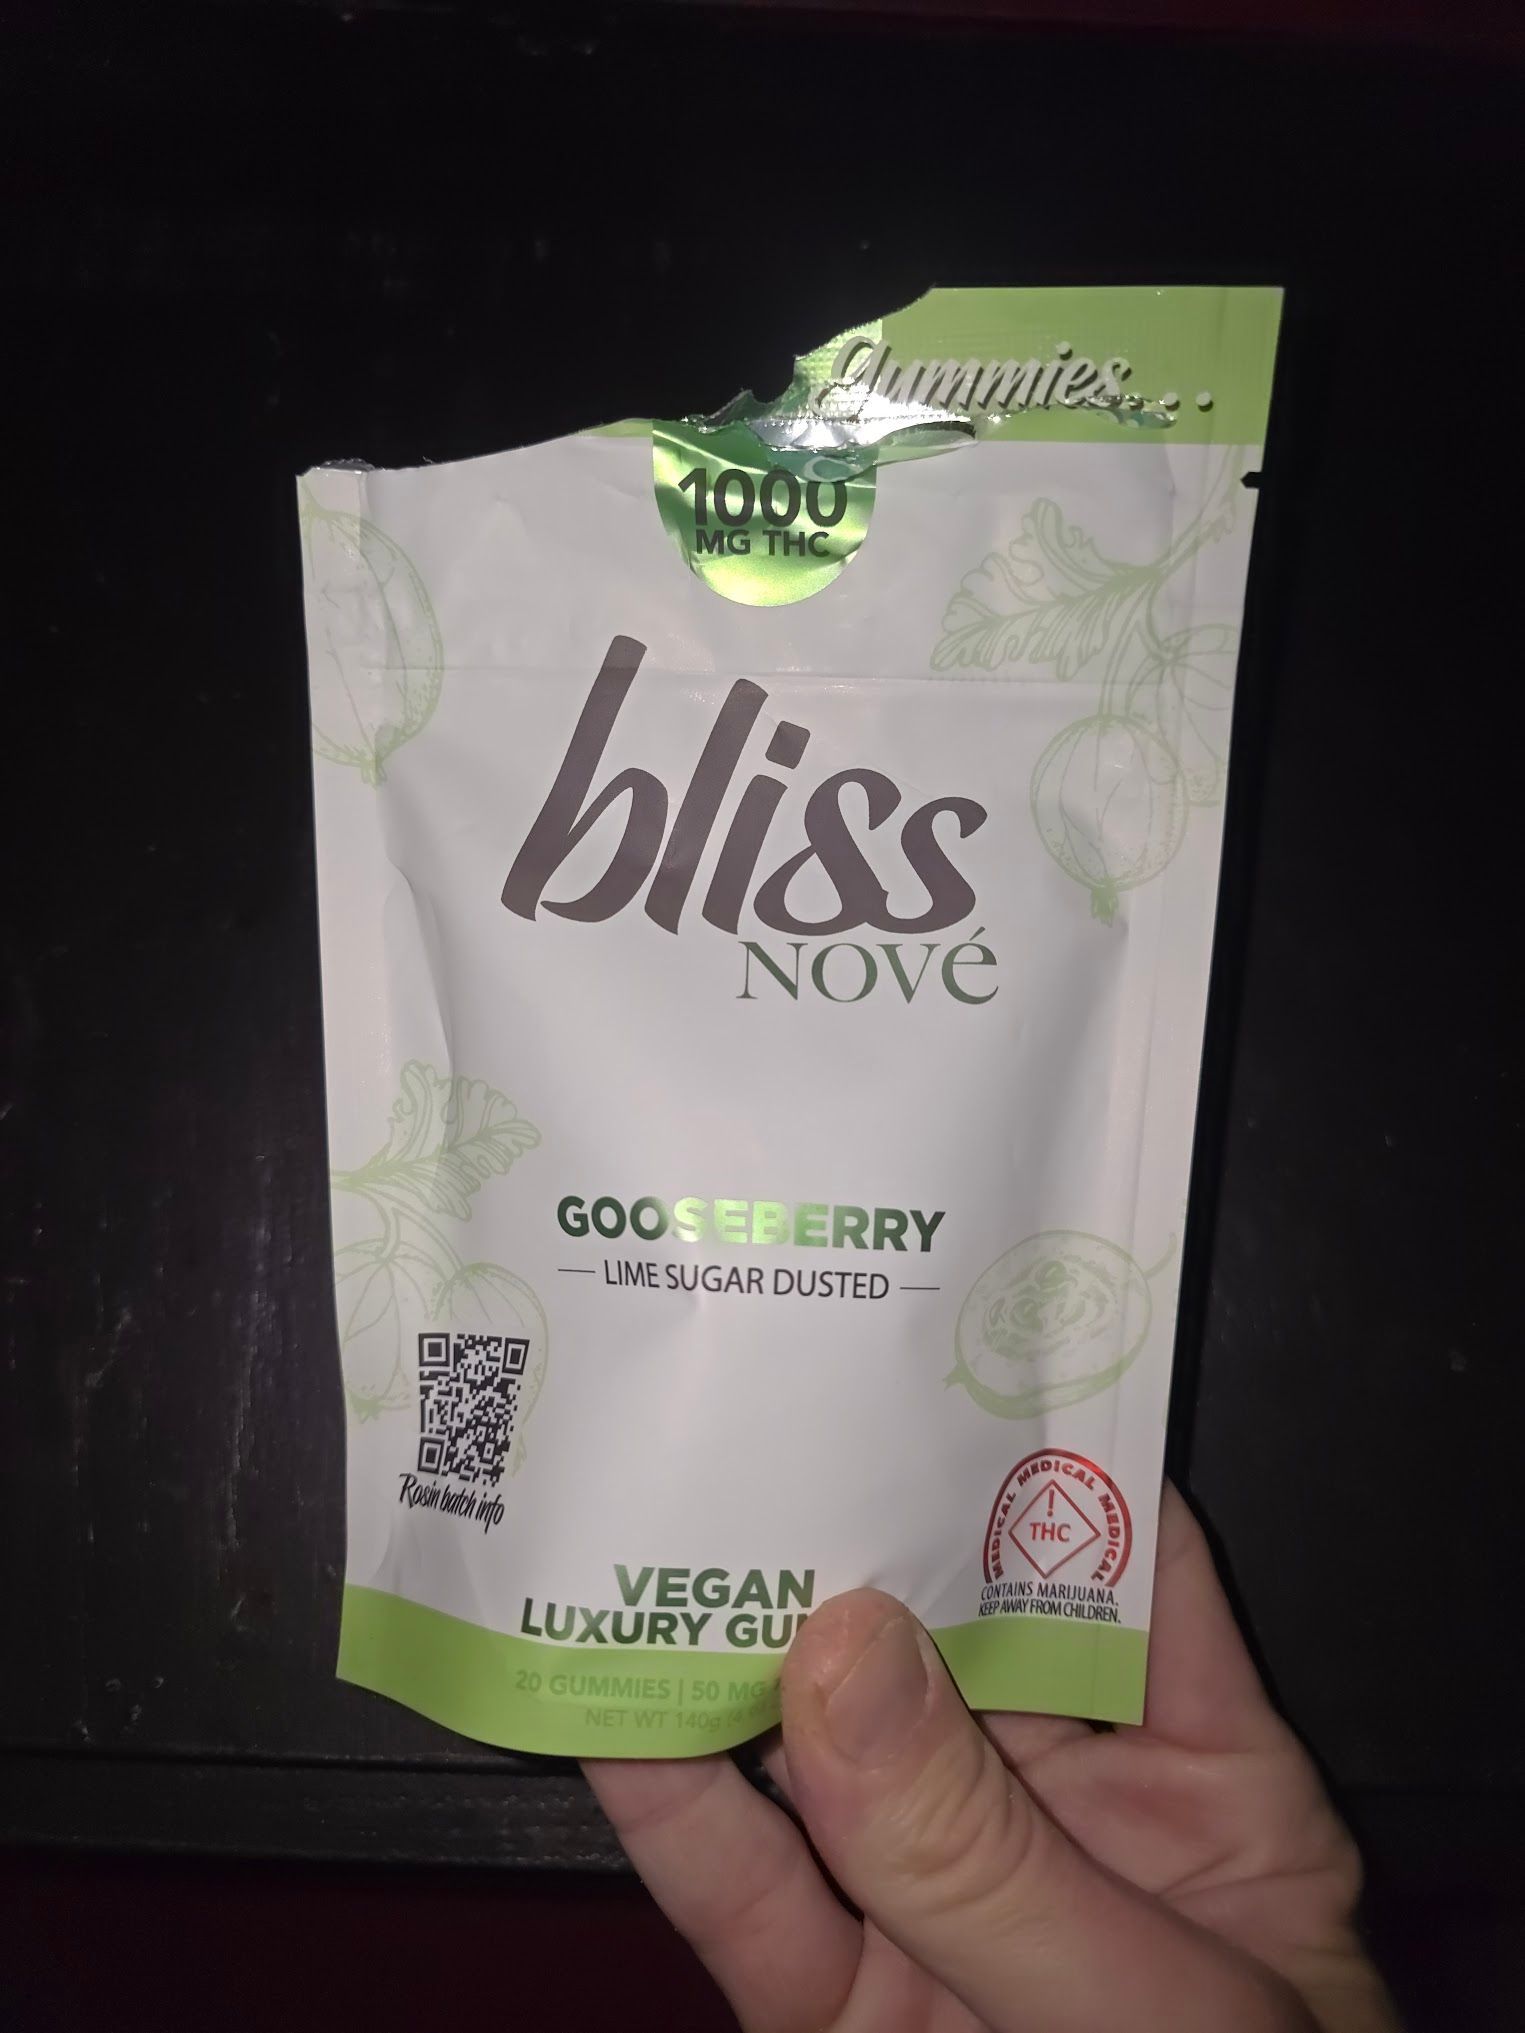 gummies...
1000
MG THC
bliss
NOVé
GOOSEBERRY
LIME SUGAR DUSTED
Rosin batch info
MEDICAL MEDICAL MEDICAL
!
THC
CONTAINS MARIJUANA.
KEEP AWAY FROM CHILDREN.
VEGAN
LUXURY GU
20 GUMMIES | 50 MG
NET WT 140g (4.